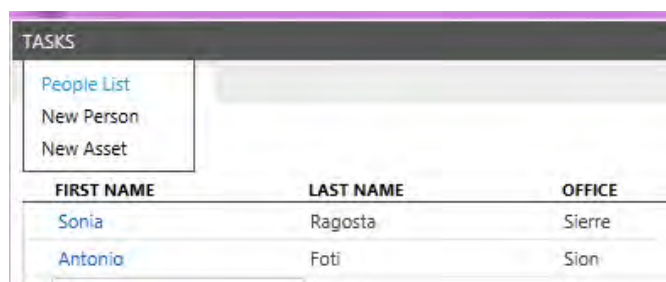 TASKS
People List
New Person
New Asset
FIRST NAME LAST NAME OFFICE
Sonia Ragosta Sierre
Antonio Foti Sion